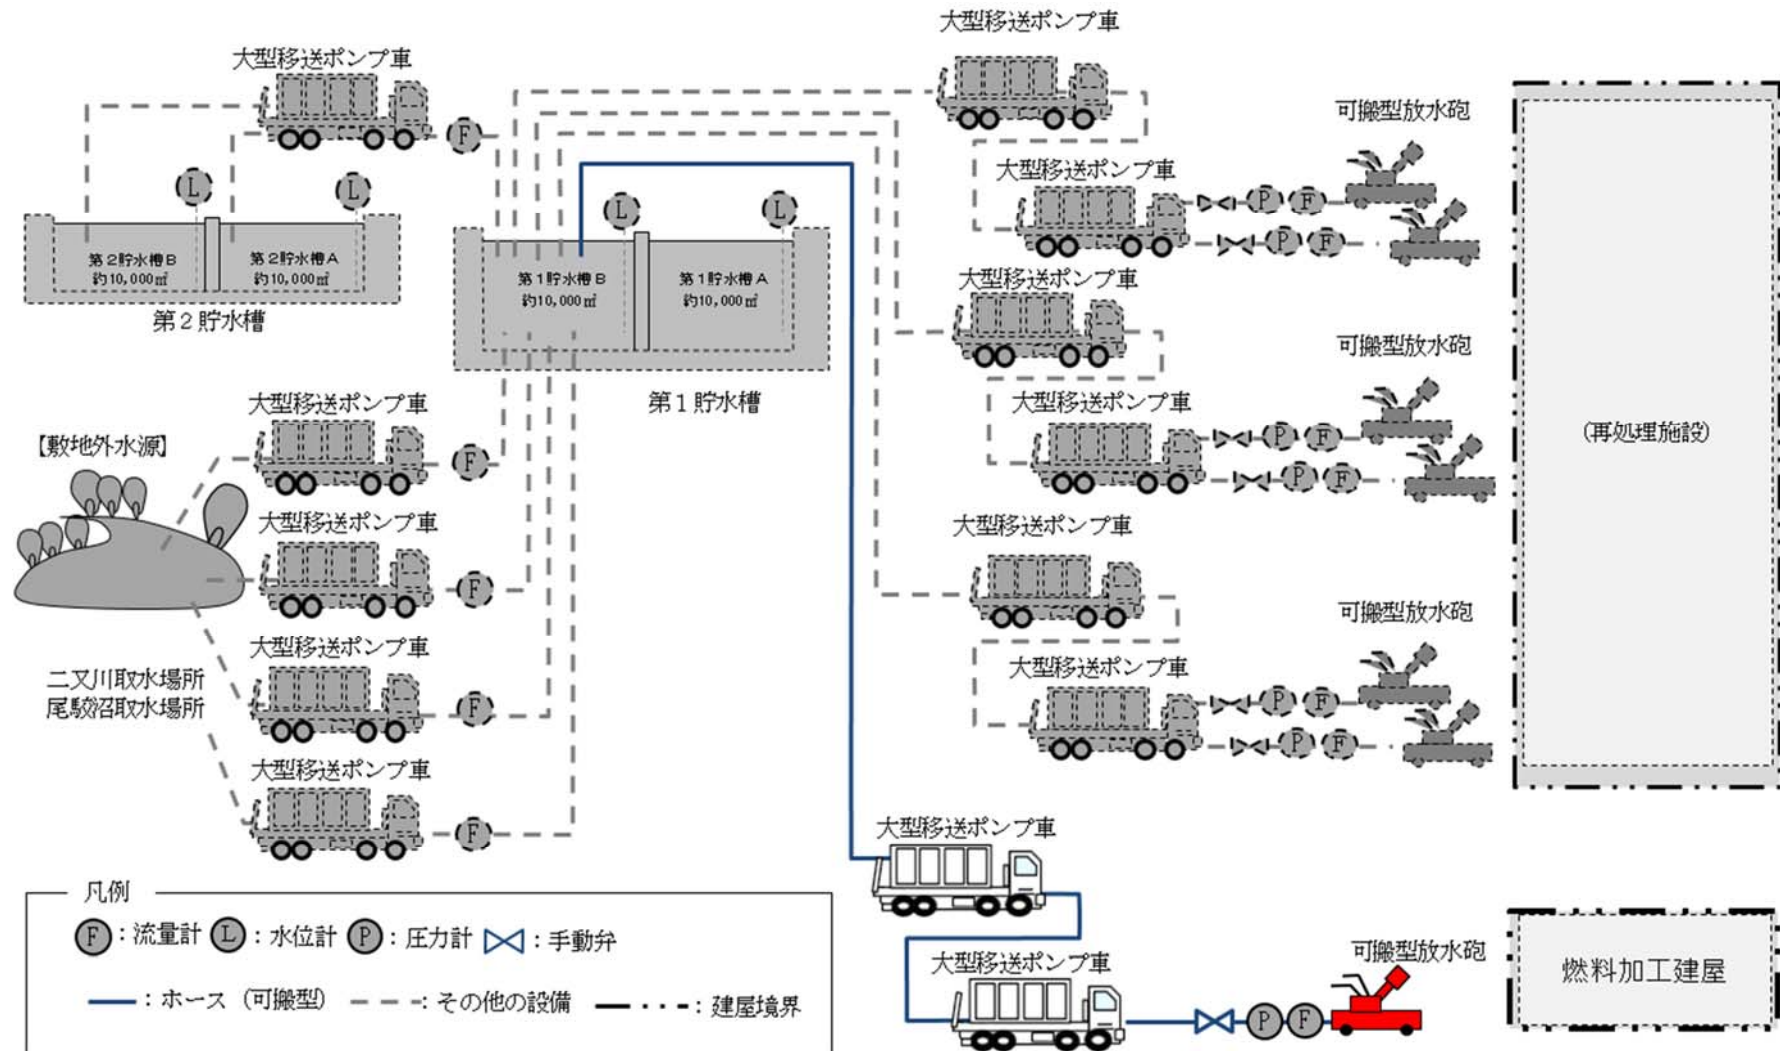 大型移送ポンプ車
F
L
L
第2貯水槽B
約10,000㎥
第2貯水槽A
約10,000㎥
第2貯水槽
L
L
第1貯水槽B
約10,000㎥
第1貯水槽A
約10,000㎥
第1貯水槽
【敷地外水源】
大型移送ポンプ車
F
大型移送ポンプ車
F
二又川取水場所
尾駮沼取水場所
大型移送ポンプ車
F
大型移送ポンプ車
F
大型移送ポンプ車
大型移送ポンプ車
可搬型放水砲
P F
P F
大型移送ポンプ車
大型移送ポンプ車
可搬型放水砲
P F
P F
大型移送ポンプ車
大型移送ポンプ車
可搬型放水砲
P F
P F
(再処理施設)
大型移送ポンプ車
大型移送ポンプ車
可搬型放水砲
P F
燃料加工建屋
凡例
F:流量計 L:水位計 P:圧力計 :手動弁
:ホース (可搬型) :その他の設備 :建屋境界